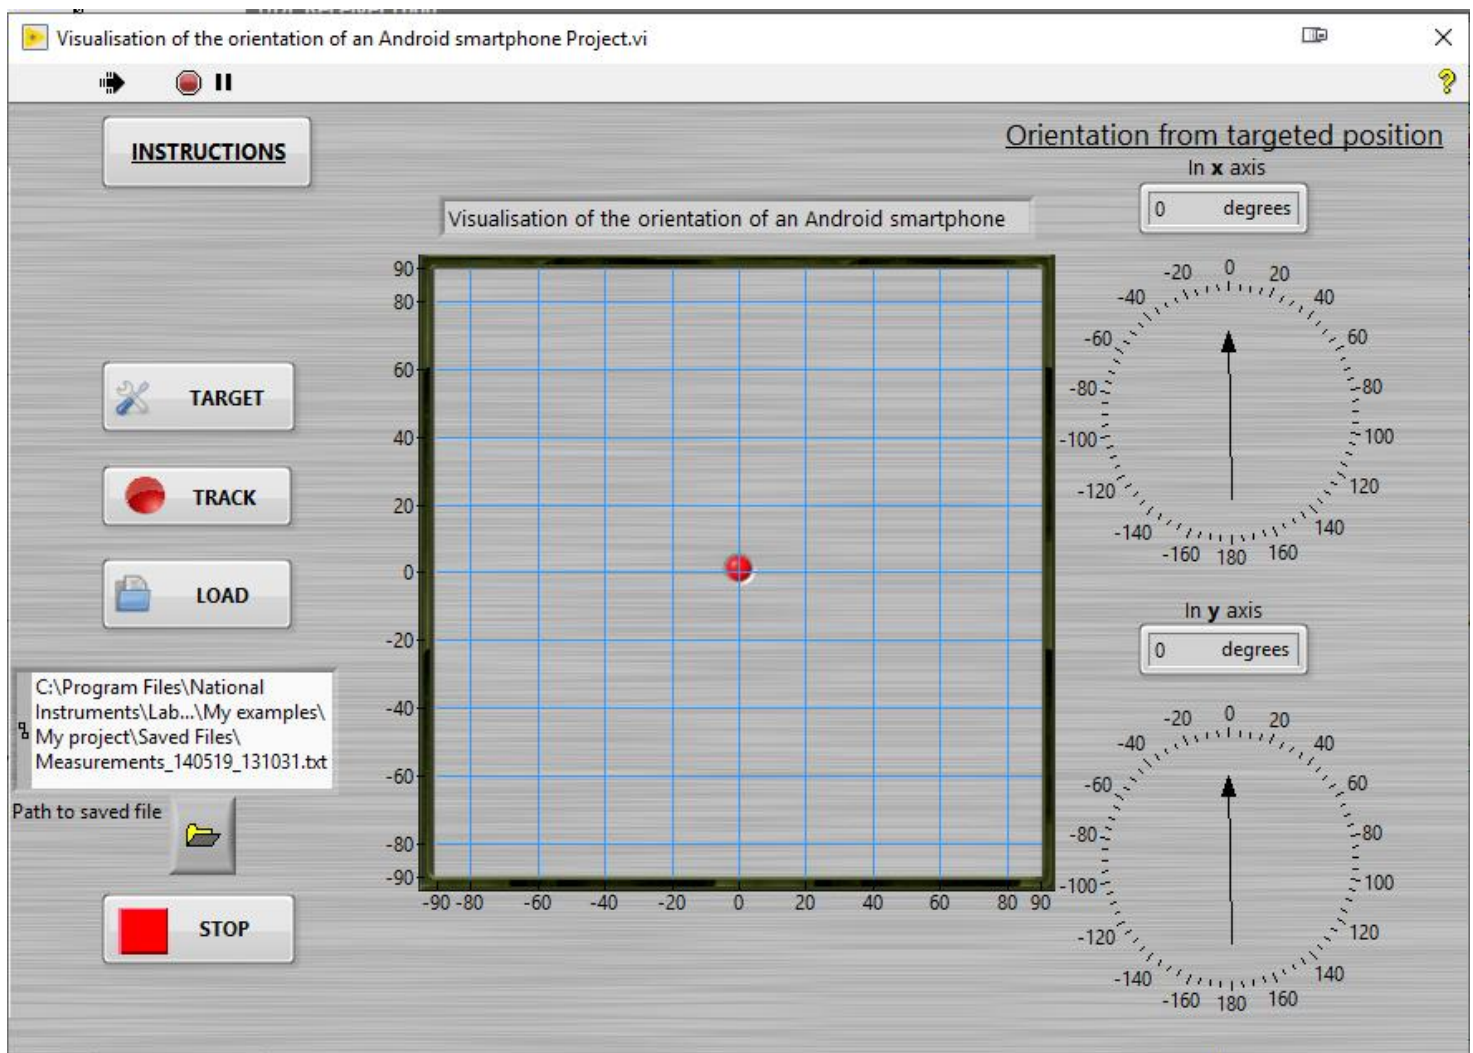 Visualisation of the orientation of an Android smartphone Project.vi
INSTRUCTIONS
Orientation from targeted position
In x axis
0 degrees
Visualisation of the orientation of an Android smartphone
90
80
60
40
20
0
-20
-40
-60
-80
-90
-90 -80 -60 -40 -20 0 20 40 60 80 90
-20 0 20
-40 40
-60 60
-80 80
-100 100
-120 120
-140 140
-160 180 160
TARGET
TRACK
LOAD
C:\Program Files\National
Instruments\Lab...\My examples\
My project\Saved Files\
Measurements_140519_131031.txt
Path to saved file
STOP
In y axis
0 degrees
-20 0 20
-40 40
-60 60
-80 80
-100 100
-120 120
-140 140
-160 180 160